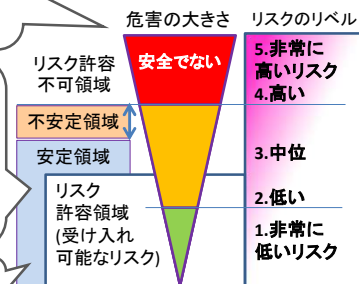 危害の大きさ
リスクのリベル
リスク許容
不可領域
安全でない
5.非常に
高いリスク
4.高い
不安定領域
安定領域
3.中位
リスク
許容領域
(受け入れ
可能なリスク)
2.低い
1.非常に
低いリスク